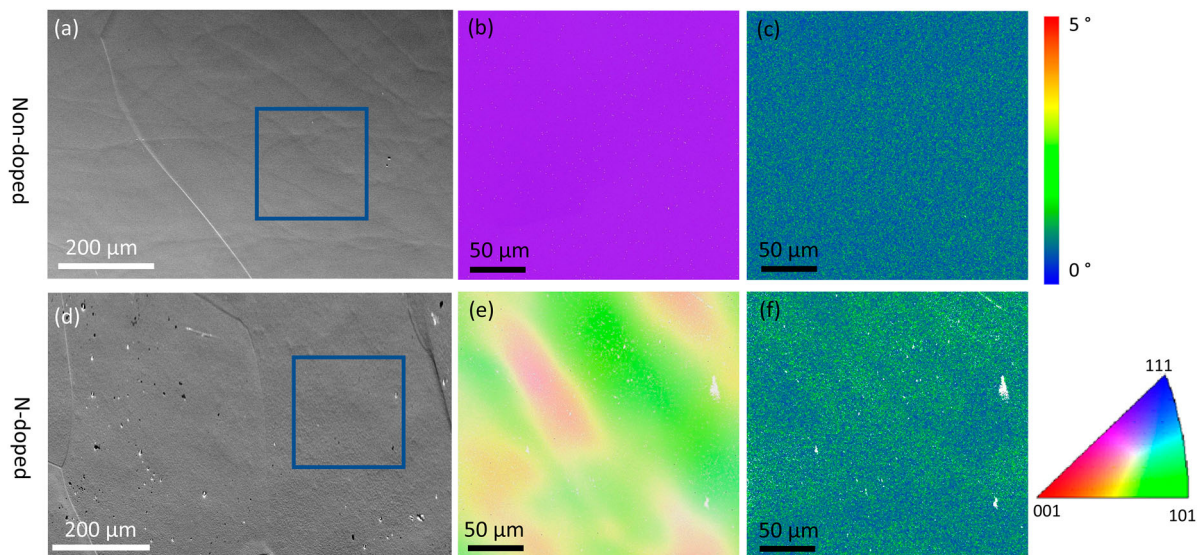 Non-doped
(a)
200 μm
(b)
50 μm
(c)
50 μm
5 °
0 °
N-doped
(d)
200 μm
(e)
50 μm
(f)
50 μm
111
001
101